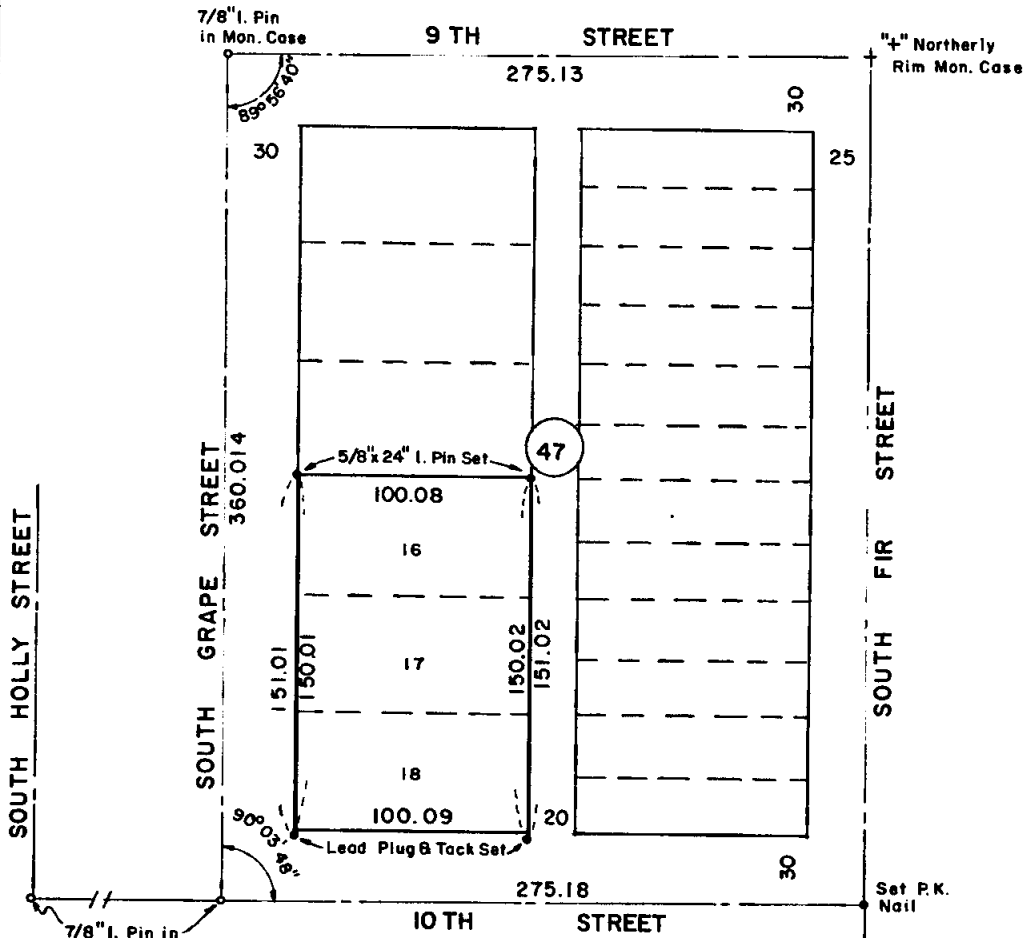 7/8" I. Pin
in Mon. Case
9 TH STREET
"+" Northerly
Rim Mon. Case
275.13
89° 56' 40"
30
30
25
47
5/8" x 24" I. Pin Set
100.08
SOUTH GRAPE STREET
360.014
SOUTH HOLLY STREET
SOUTH FIR STREET
16
17
18
151.01
150.01
150.02
151.02
100.09
20
Lead Plug & Tack Set
90° 03' 48"
30
275.18
Set P.K.
Nail
10 TH STREET
7/8" I. Pin in